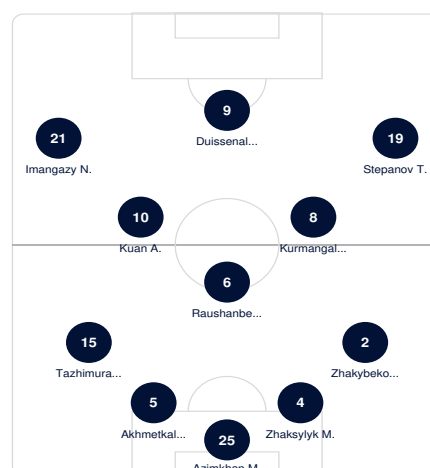 9
Duissenal...
21
Imangazy N.
19
Stepanov T.
10
Kuan A.
8
Kurmangal...
6
Raushanbe...
15
Tazhimura...
2
Zhakybeko...
5
Akhmetkal...
4
Zhaksylyk M.
25
Azimkhan M.